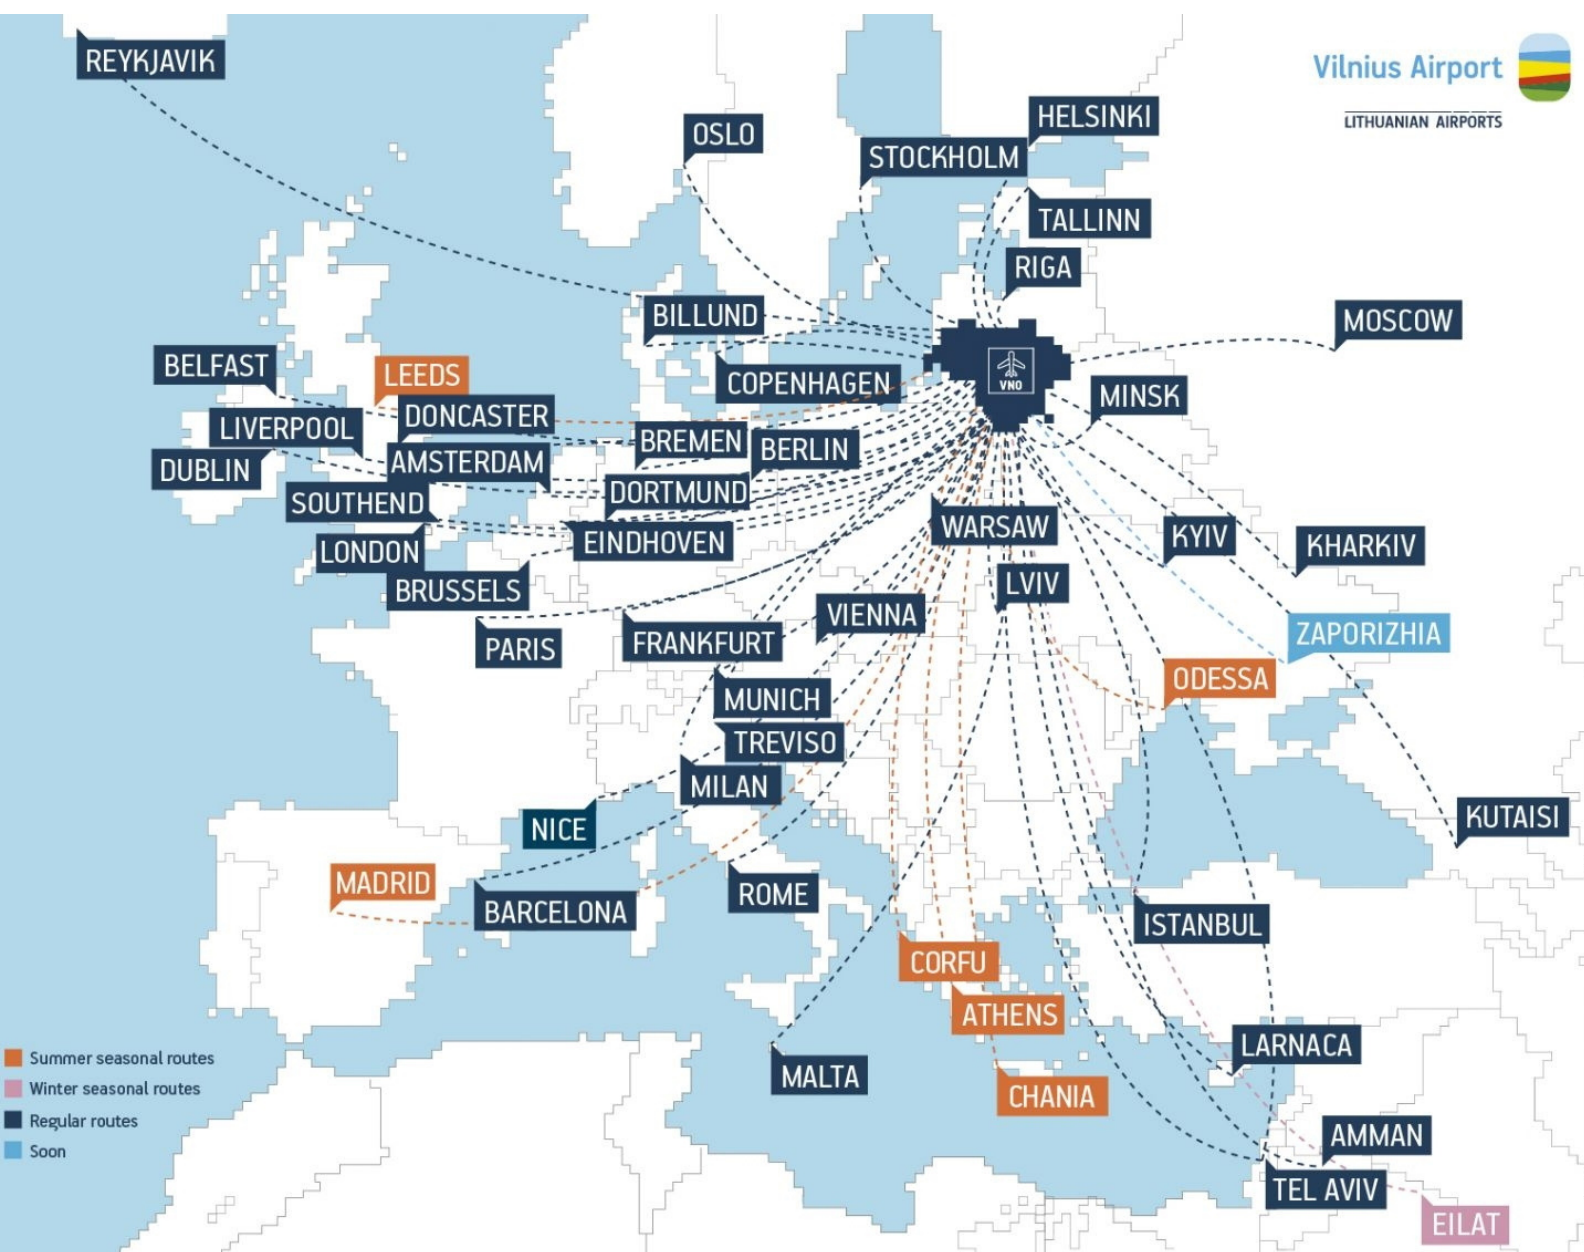 REYKJAVIK
Vilnius Airport
LITHUANIAN AIRPORTS
HELSINKI
OSLO
STOCKHOLM
TALLINN
RIGA
BILLUND
MOSCOW
BELFAST
LEEDS
COPENHAGEN
VNO
MINSK
DONCASTER
LIVERPOOL
BREMEN
BERLIN
DUBLIN
AMSTERDAM
DORTMUND
SOUTHEND
WARSAW
KYIV
KHARKIV
LONDON
EINDHOVEN
BRUSSELS
LVIV
VIENNA
ZAPORIZHIA
PARIS
FRANKFURT
ODESSA
MUNICH
TREVISO
MILAN
NICE
KUTAISI
MADRID
BARCELONA
ROME
ISTANBUL
CORFU
ATHENS
LARNACA
MALTA
CHANIA
AMMAN
TEL AVIV
EILAT
Summer seasonal routes
Winter seasonal routes
Regular routes
Soon